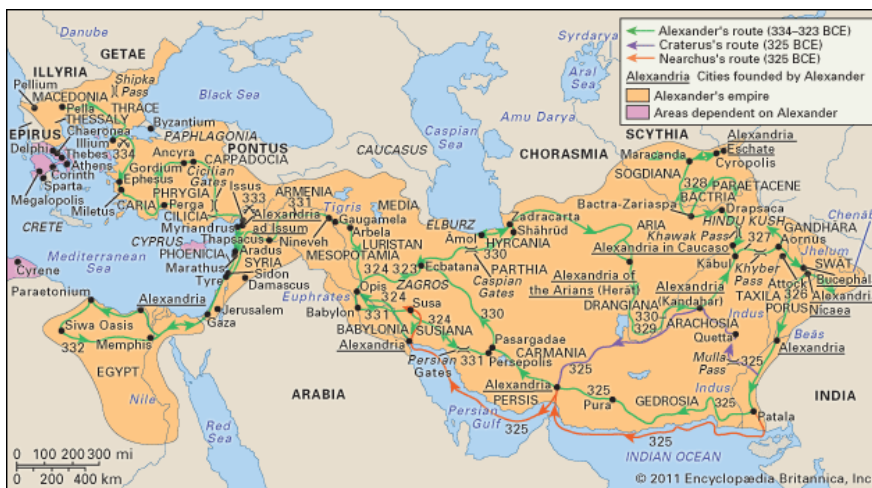 Alexander's route (334–323 BCE)
Craterus's route (325 BCE)
Nearchus's route (325 BCE)
Alexandria Cities founded by Alexander
Alexander's empire
Areas dependent on Alexander
Danube
GETAE
ILLYRIA
Shipka
Pass
Pellium
MACEDONIA
Pella
THRACE
THESSALY
Byzantium
Black Sea
EPIRUS
Chaeronea
PAPHLAGONIA
Illium
334
Delphi
Thebes
Athens
Corinth
Sparta
Megalopolis
Miletus
CRETE
PONTUS
Ancyra
CAPPADOCIA
Gordium
Cilician
Gates
Ephesus
PHRYGIA
CARIA
Perga
CILICIA
Issus
333
ARMENIA
331
CAUCASUS
Myriandrus
Alexandria
ad Issum
Tigris
MEDIA
Gaugamela
Arbela
CYPRUS
Thapsacus
Nineveh
PHOENICIA
Aradus
SYRIA
MESOPOTAMIA
LURISTAN
Marathus
Sidon
Tyre
Damascus
Mediterranean
Sea
Cyrene
Paraetonium
Alexandria
Jerusalem
Gaza
Siwa Oasis
Memphis
332
EGYPT
Nile
Red
Sea
ARABIA
Euphrates
324
323
Ecbatana
Opis
324
ZAGROS
331
Babylon
Susa
324
BABYLONIA
SUSIANA
Alexandria
Persian
Gates
331
Pasargadae
Persepolis
330
CARMANIA
Alexandria
PERSIS
Persian
Gulf
325
Caspian
Sea
ELBURZ
Zadracarta
Shāhrūd
Āmol
HYRCANIA
330
PARTHIA
Caspian
Gates
Syrdarya
Aral
Sea
Amu Darya
CHORASMIA
SCYTHIA
Alexandria
Eschate
Maracanda
Cyropolis
SOGDIANA
328
PARAETACENE
BACTRIA
Bactra-Zariaspa
Drapsaca
HINDU KUSH
ARIA
Khawak Pass
327
GANDHĀRA
Aornus
Chenāb
Alexandria in Caucaso
Kābul
Jhelum
SWAT
Khyber
Pass
Bucephala
Alexandria of
the Arians (Herāt)
Attock
TAXILA
326
Alexandria
Nicaea
DRANGIANA
Alexandria
(Kandahar)
PORUS
330–
329
ARACHOSIA
Indus
Beās
Quetta
Alexandria
Mulla
Pass
325
325
Indus
INDIA
325
Pura
GEDROSIA
325
Patala
325
INDIAN OCEAN
0 100 200 300 mi
0 200 400 km
© 2011 Encyclopædia Britannica, Inc.